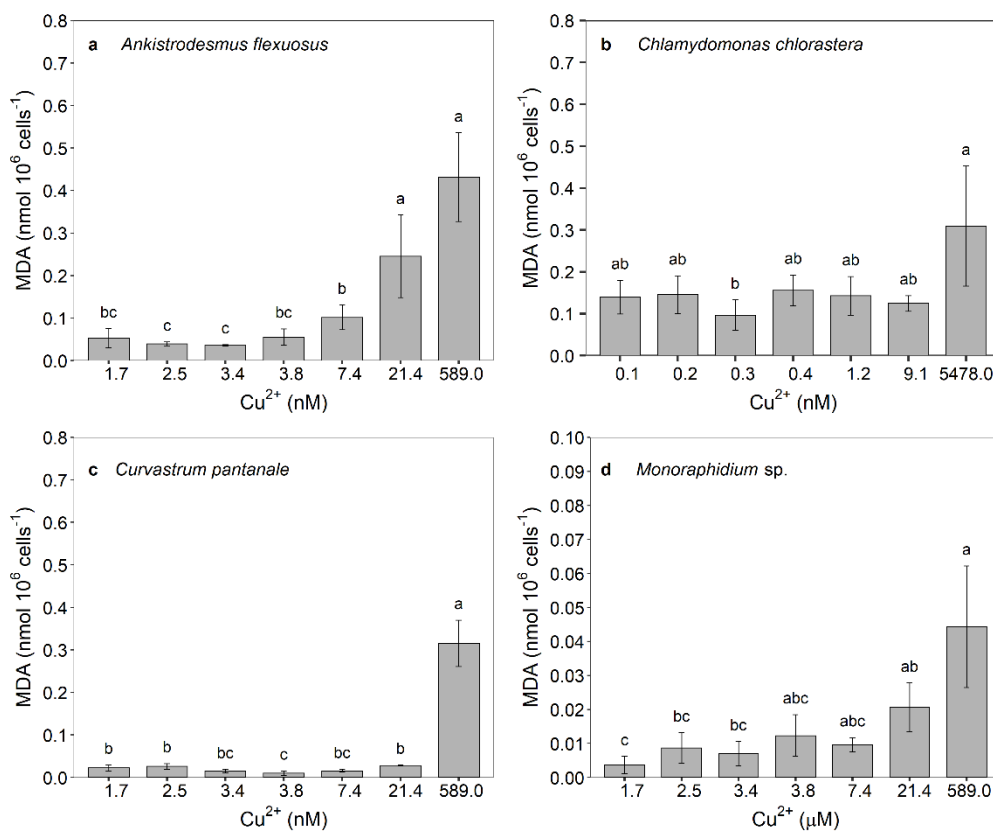 a Ankistrodesmus flexuosus
MDA (nmol 10⁶ cells⁻¹)
0.8
0.7
0.6
0.5
0.4
0.3
0.2
0.1
0.0
bc
c
c
bc
b
a
a
1.7 2.5 3.4 3.8 7.4 21.4 589.0
Cu²⁺ (nM)
b Chlamydomonas chlorastera
MDA (nmol 10⁶ cells⁻¹)
0.8
0.7
0.6
0.5
0.4
0.3
0.2
0.1
0.0
ab
ab
b
ab
ab
ab
a
0.1 0.2 0.3 0.4 1.2 9.1 5478.0
Cu²⁺ (nM)
c Curvastrum pantanale
MDA (nmol 10⁶ cells⁻¹)
0.8
0.7
0.6
0.5
0.4
0.3
0.2
0.1
0.0
b
b
bc
c
bc
b
a
1.7 2.5 3.4 3.8 7.4 21.4 589.0
Cu²⁺ (nM)
d Monoraphidium sp.
MDA (nmol 10⁶ cells⁻¹)
0.10
0.09
0.08
0.07
0.06
0.05
0.04
0.03
0.02
0.01
0.00
c
bc
bc
abc
abc
ab
a
1.7 2.5 3.4 3.8 7.4 21.4 589.0
Cu²⁺ (μM)